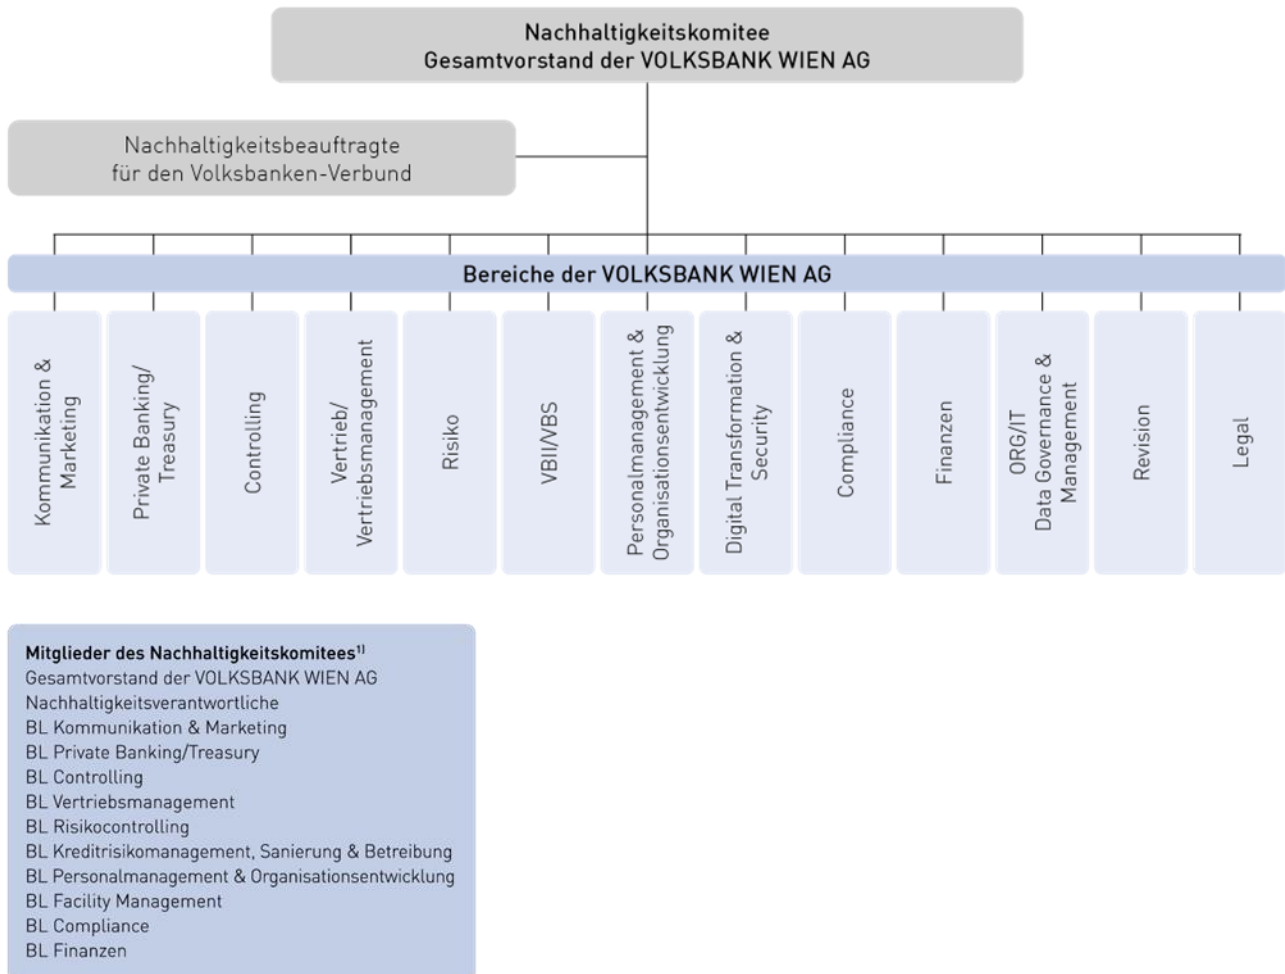 Nachhaltigkeitskomitee
Gesamtvorstand der VOLKSBANK WIEN AG
Nachhaltigkeitsbeauftragte
für den Volksbanken-Verbund
Bereiche der VOLKSBANK WIEN AG
Kommunikation &
Marketing
Private Banking/
Treasury
Controlling
Vertrieb/
Vertriebsmanagement
Risiko
VBII/VBS
Personalmanagement &
Organisationsentwicklung
Digital Transformation &
Security
Compliance
Finanzen
ORG/IT
Data Governance &
Management
Revision
Legal
Mitglieder des Nachhaltigkeitskomitees¹⁾
Gesamtvorstand der VOLKSBANK WIEN AG
Nachhaltigkeitsverantwortliche
BL Kommunikation & Marketing
BL Private Banking/Treasury
BL Controlling
BL Vertriebsmanagement
BL Risikocontrolling
BL Kreditrisikomanagement, Sanierung & Betreibung
BL Personalmanagement & Organisationsentwicklung
BL Facility Management
BL Compliance
BL Finanzen